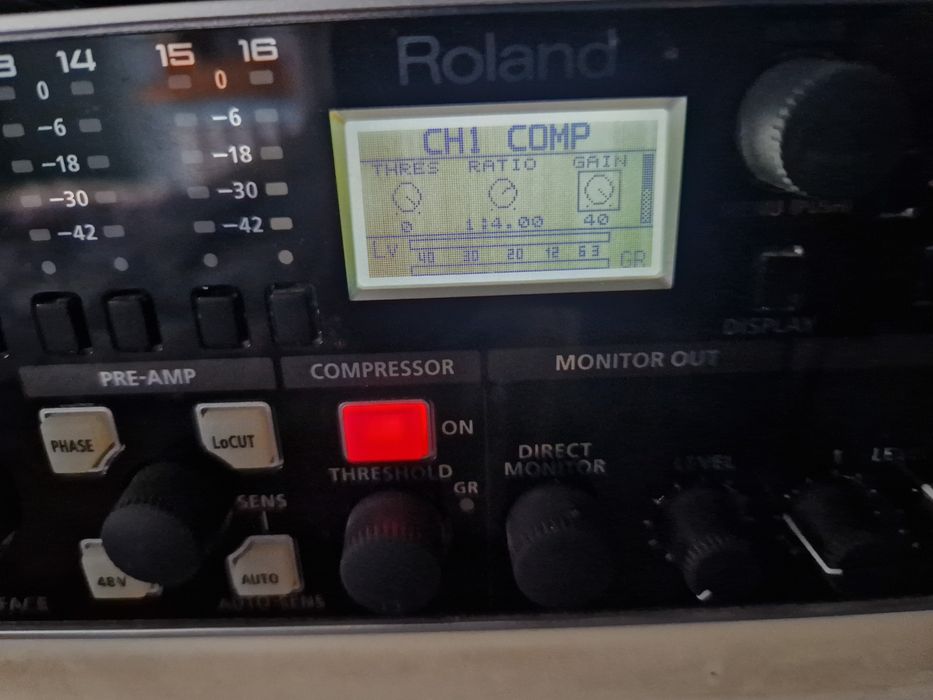 3 14 15 16
0 0
-6 -6
-18 -18
-30 -30
-42 -42
Roland
CH1 COMP
THRES RATIO GAIN
0 1:4.00 40
LV
40 30 20 12 6 3 GR
PRE-AMP COMPRESSOR MONITOR OUT
PHASE LoCUT ON
DISPLAY
THRESHOLD
GR
DIRECT
MONITOR
LEVEL
SENS
48V AUTO
FACE AUTO-SENS